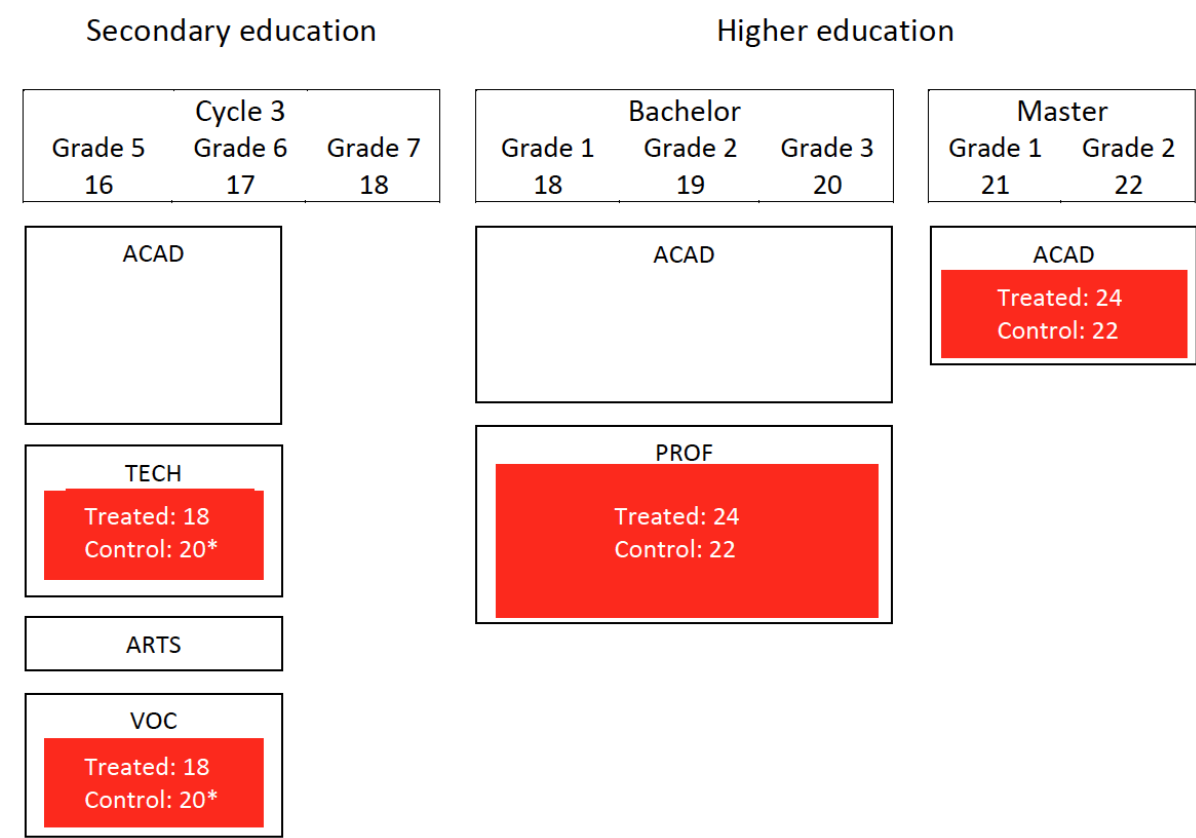 Secondary education
Higher education
Cycle 3
Grade 5 Grade 6 Grade 7
16 17 18
Bachelor
Grade 1 Grade 2 Grade 3
18 19 20
Master
Grade 1 Grade 2
21 22
ACAD
TECH
Treated: 18
Control: 20*
ARTS
VOC
Treated: 18
Control: 20*
ACAD
PROF
Treated: 24
Control: 22
ACAD
Treated: 24
Control: 22